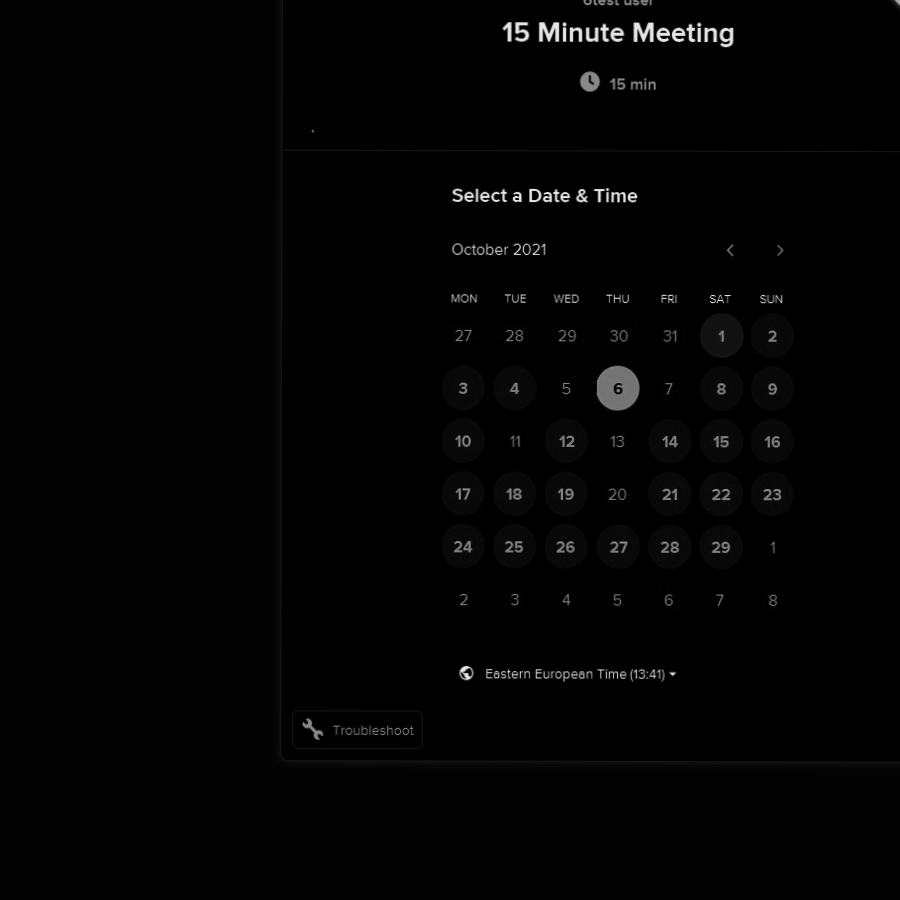 6test user
15 Minute Meeting
15 min
Select a Date & Time
October 2021
MON TUE WED THU FRI SAT SUN
27 28 29 30 31 1 2
3 4 5 6 7 8 9
10 11 12 13 14 15 16
17 18 19 20 21 22 23
24 25 26 27 28 29 1
2 3 4 5 6 7 8
Eastern European Time (13:41)
Troubleshoot